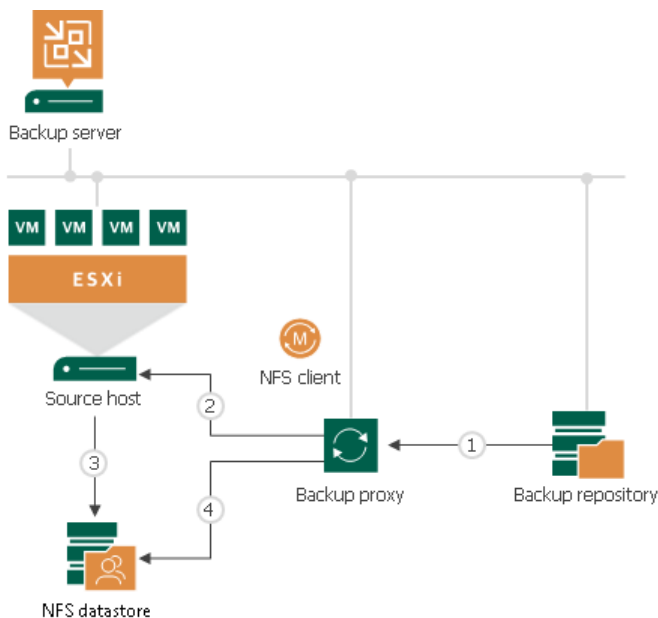 Backup server
VM VM VM VM
ESXi
M
NFS client
Source host
2
1
3
Backup proxy
Backup repository
4
NFS datastore